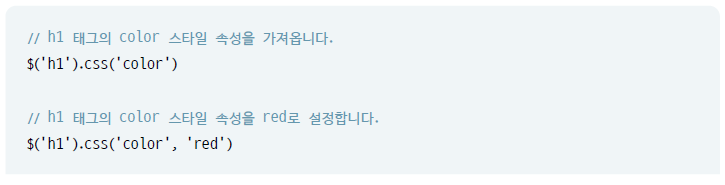 // h1 태그의 color 스타일 속성을 가져옵니다.
$('h1').css('color')
// h1 태그의 color 스타일 속성을 red로 설정합니다.
$('h1').css('color', 'red')